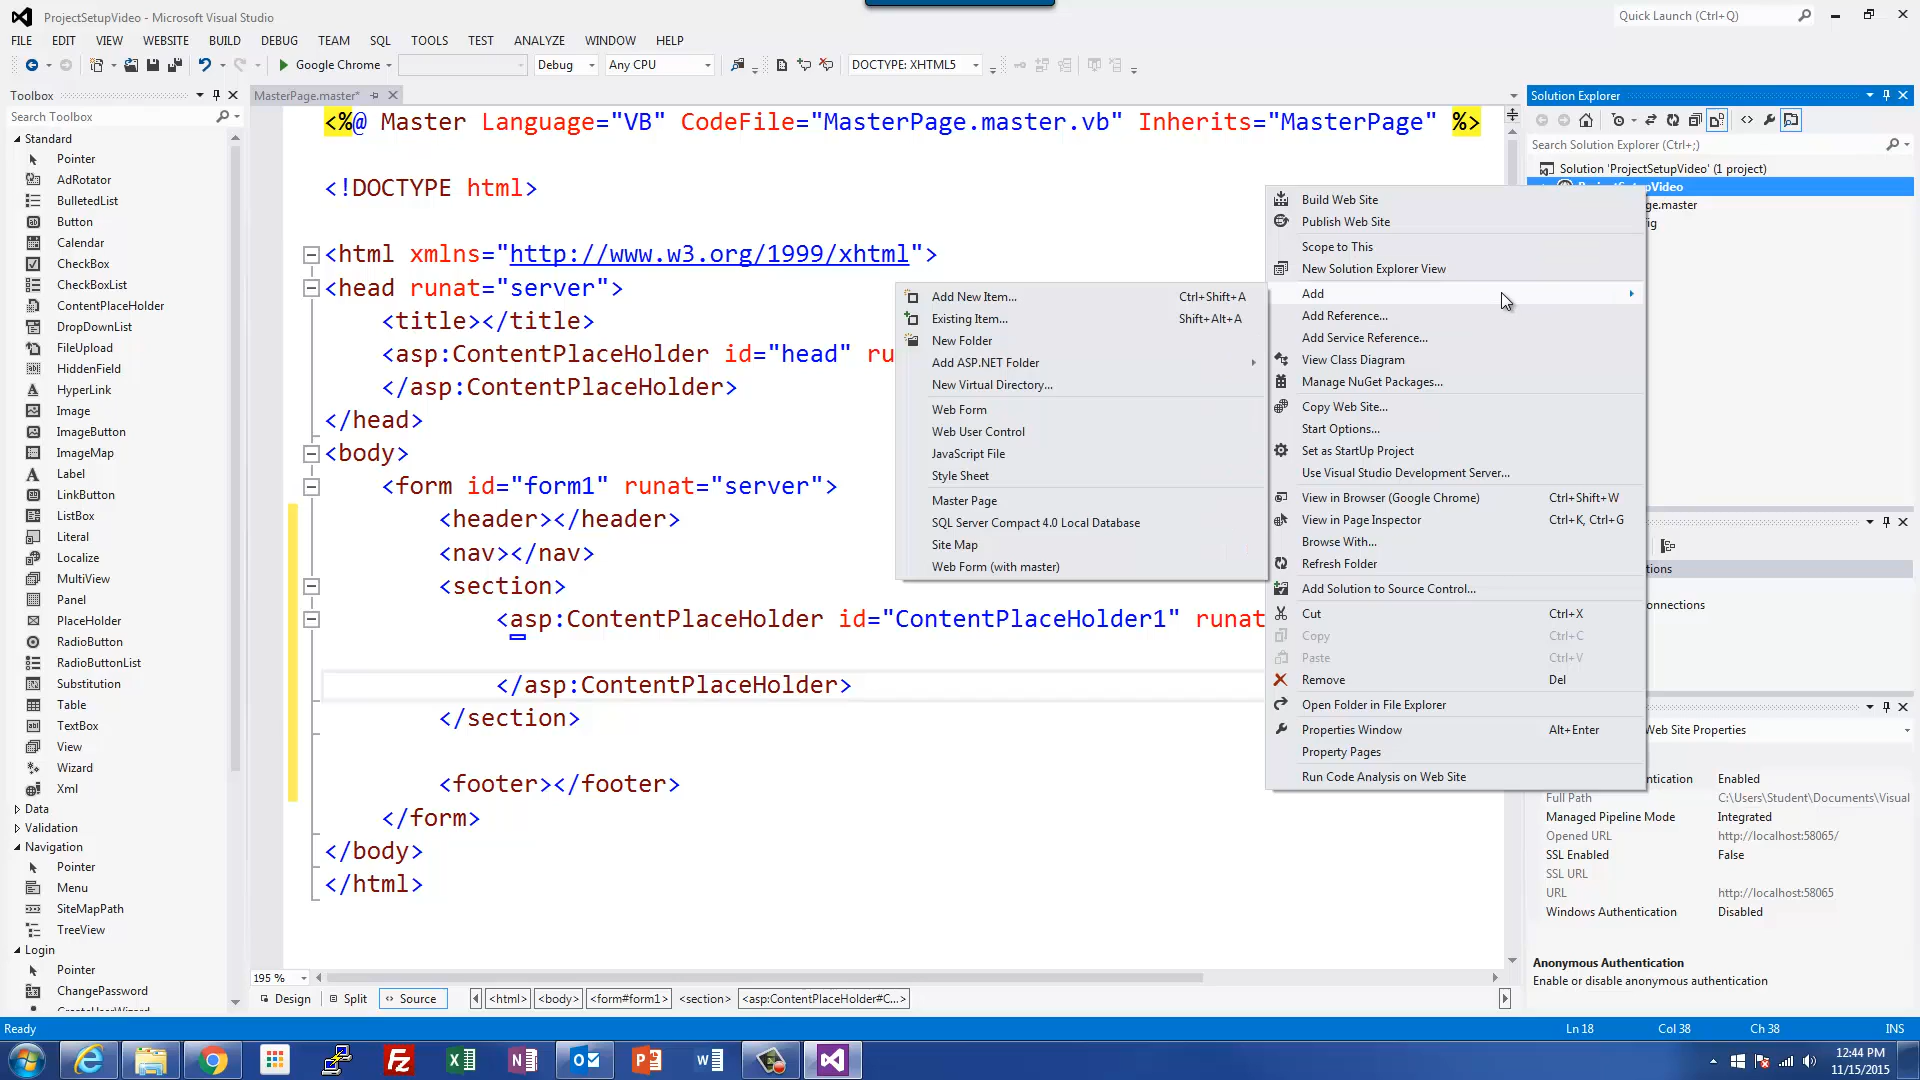 ProjectSetupVideo - Microsoft Visual Studio
Quick Launch (Ctrl+Q)
FILE EDIT VIEW WEBSITE BUILD DEBUG TEAM SQL TOOLS TEST ANALYZE WINDOW HELP
Google Chrome Debug Any CPU DOCTYPE: XHTML5
Toolbox
Search Toolbox
Standard
Pointer
AdRotator
BulletedList
Button
Calendar
CheckBox
CheckBoxList
ContentPlaceHolder
DropDownList
FileUpload
HiddenField
HyperLink
Image
ImageButton
ImageMap
Label
LinkButton
ListBox
Literal
Localize
MultiView
Panel
PlaceHolder
RadioButton
RadioButtonList
Substitution
Table
TextBox
View
Wizard
Xml
Data
Validation
Navigation
Pointer
Menu
SiteMapPath
TreeView
Login
Pointer
ChangePassword
CreateUserWizard
MasterPage.master*
<%@ Master Language="VB" CodeFile="MasterPage.master.vb" Inherits="MasterPage" %>
<!DOCTYPE html>
<html xmlns="http://www.w3.org/1999/xhtml">
<head runat="server">
<title></title>
<asp:ContentPlaceHolder id="head" ru
</asp:ContentPlaceHolder>
</head>
<body>
<form id="form1" runat="server">
<header></header>
<nav></nav>
<section>
<asp:ContentPlaceHolder id="ContentPlaceHolder1" runat
</asp:ContentPlaceHolder>
</section>
<footer></footer>
</form>
</body>
</html>
195 %
Design Split Source <html> <body> <form#form1> <section> <asp:ContentPlaceHolder#C...>
Add New Item... Ctrl+Shift+A
Existing Item... Shift+Alt+A
New Folder
Add ASP.NET Folder
New Virtual Directory...
Web Form
Web User Control
JavaScript File
Style Sheet
Master Page
SQL Server Compact 4.0 Local Database
Site Map
Web Form (with master)
Build Web Site
Publish Web Site
Scope to This
New Solution Explorer View
Add
Add Reference...
Add Service Reference...
View Class Diagram
Manage NuGet Packages...
Copy Web Site...
Start Options...
Set as StartUp Project
Use Visual Studio Development Server...
View in Browser (Google Chrome) Ctrl+Shift+W
View in Page Inspector Ctrl+K, Ctrl+G
Browse With...
Refresh Folder
Add Solution to Source Control...
Cut Ctrl+X
Copy Ctrl+C
Paste Ctrl+V
Remove Del
Open Folder in File Explorer
Properties Window Alt+Enter
Property Pages
Run Code Analysis on Web Site
Solution Explorer
Search Solution Explorer (Ctrl+;)
Solution 'ProjectSetupVideo' (1 project)
ProjectSetupVideo
ge.master
ig
tions
onnections
Web Site Properties
ntication Enabled
Full Path C:\Users\Student\Documents\Visual
Managed Pipeline Mode Integrated
Opened URL http://localhost:58065/
SSL Enabled False
SSL URL
URL http://localhost:58065
Windows Authentication Disabled
Anonymous Authentication
Enable or disable anonymous authentication
Ready Ln 18 Col 38 Ch 38 INS
12:44 PM
11/15/2015